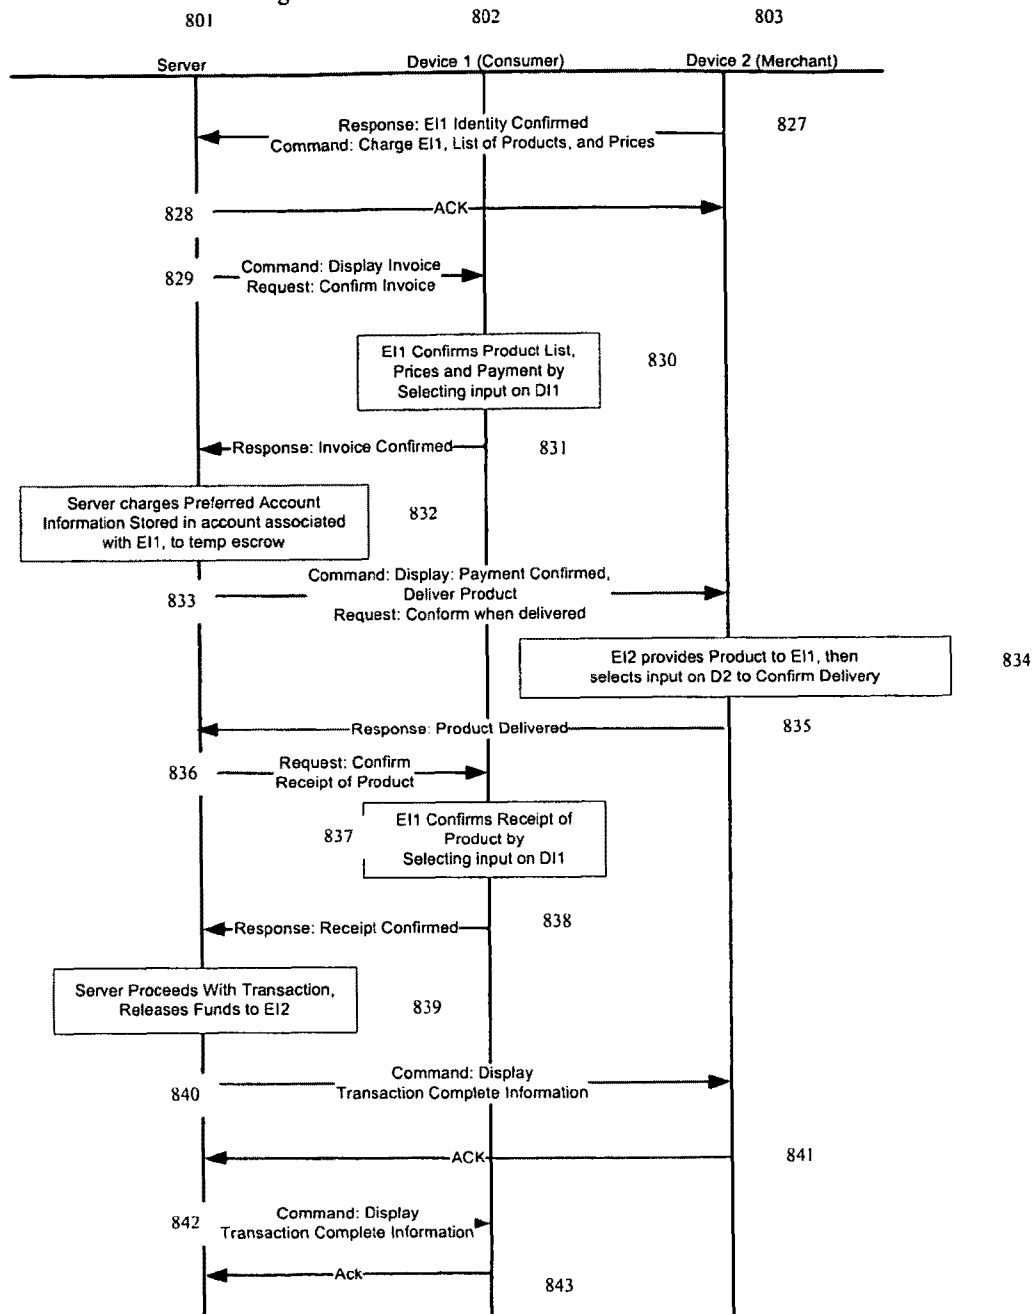 801
802
803
Server
Device 1 (Consumer)
Device 2 (Merchant)
Response: EI1 Identity Confirmed
Command: Charge EI1, List of Products, and Prices
827
828
ACK
829
Command: Display Invoice
Request: Confirm Invoice
EI1 Confirms Product List,
Prices and Payment by
Selecting input on DI1
830
Response: Invoice Confirmed
831
Server charges Preferred Account
Information Stored in account associated
with EI1, to temp escrow
832
833
Command: Display: Payment Confirmed,
Deliver Product
Request: Conform when delivered
EI2 provides Product to EI1, then
selects input on D2 to Confirm Delivery
834
Response: Product Delivered
835
836
Request: Confirm
Receipt of Product
837
EI1 Confirms Receipt of
Product by
Selecting input on DI1
Response: Receipt Confirmed
838
Server Proceeds With Transaction,
Releases Funds to EI2
839
840
Command: Display
Transaction Complete Information
ACK
841
842
Command: Display
Transaction Complete Information
Ack
843